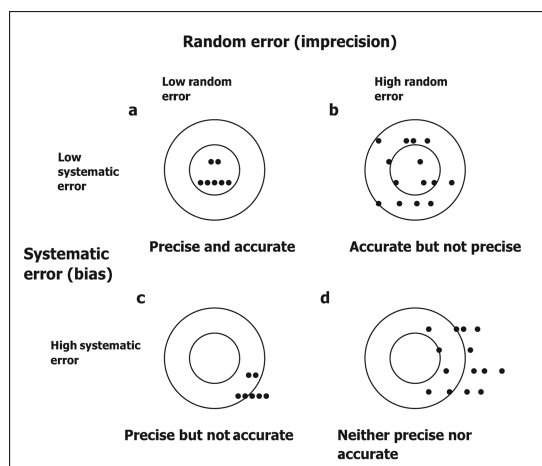 Random error (imprecision)
Low random
error
High random
error
a
b
Low
systematic
error
Precise and accurate
Accurate but not precise
Systematic
error (bias)
c
d
High systematic
error
Precise but not accurate
Neither precise nor
accurate